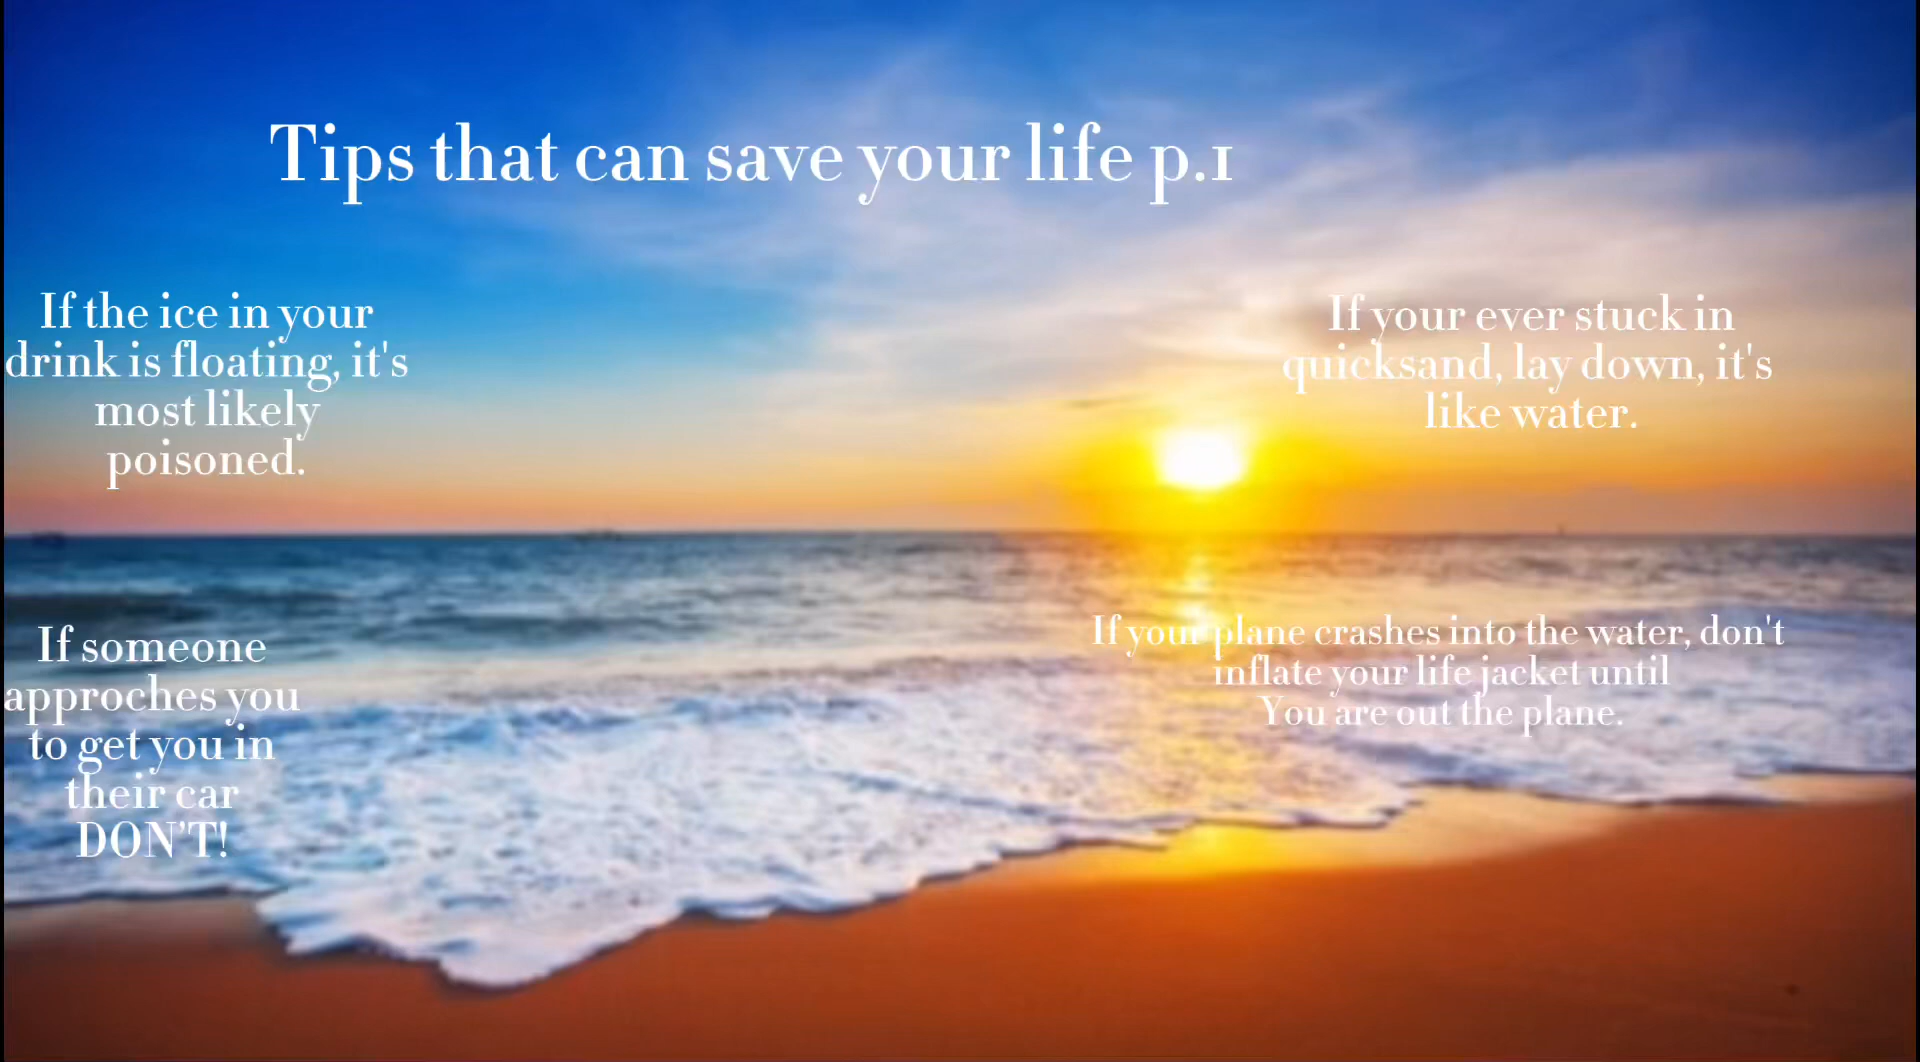 Tips that can save your life p.1
If the ice in your
drink is floating, it's
most likely
poisoned.
If your ever stuck in
quicksand, lay down, it's
like water.
If someone
approches you
to get you in
their car
DON'T!
If your plane crashes into the water, don't
inflate your life jacket until
You are out the plane.